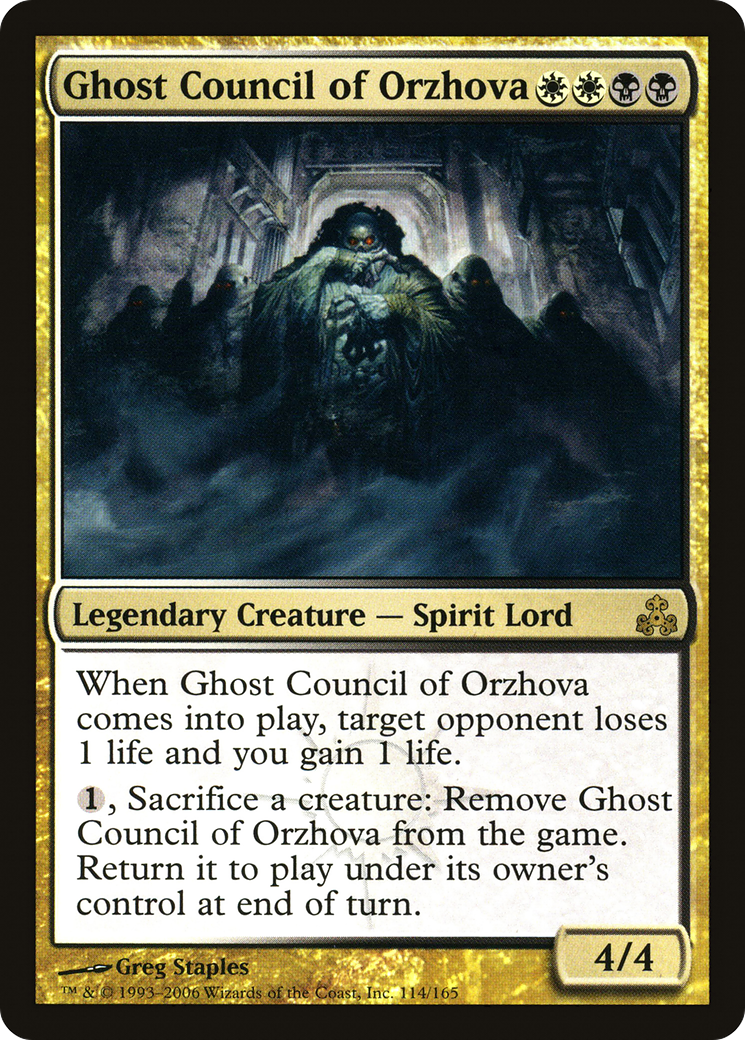 Ghost Council of Orzhova
Legendary Creature — Spirit Lord
When Ghost Council of Orzhova
comes into play, target opponent loses
1 life and you gain 1 life.
1, Sacrifice a creature: Remove Ghost
Council of Orzhova from the game.
Return it to play under its owner's
control at end of turn.
4/4
Greg Staples
™ & © 1993–2006 Wizards of the Coast, Inc. 114/165